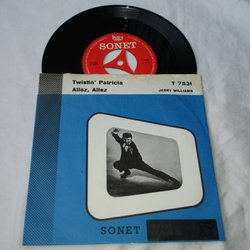 SONET
Twistin' Patricia T 7531
Allez, Allez JERRY WILLIAMS
SONET